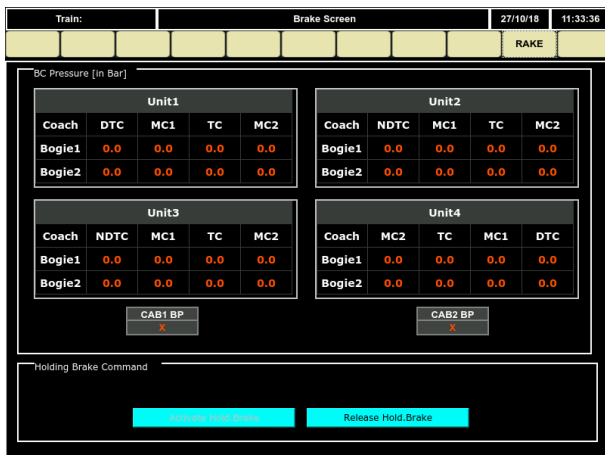 Train: Brake Screen 27/10/18 11:33:36
RAKE
BC Pressure [in Bar]
Unit1
Coach DTC MC1 TC MC2
Bogie1 0.0 0.0 0.0 0.0
Bogie2 0.0 0.0 0.0 0.0
Unit2
Coach NDTC MC1 TC MC2
Bogie1 0.0 0.0 0.0 0.0
Bogie2 0.0 0.0 0.0 0.0
Unit3
Coach NDTC MC1 TC MC2
Bogie1 0.0 0.0 0.0 0.0
Bogie2 0.0 0.0 0.0 0.0
Unit4
Coach MC2 TC MC1 DTC
Bogie1 0.0 0.0 0.0 0.0
Bogie2 0.0 0.0 0.0 0.0
CAB1 BP
X
CAB2 BP
X
Holding Brake Command
Activate Hold.Brake Release Hold.Brake